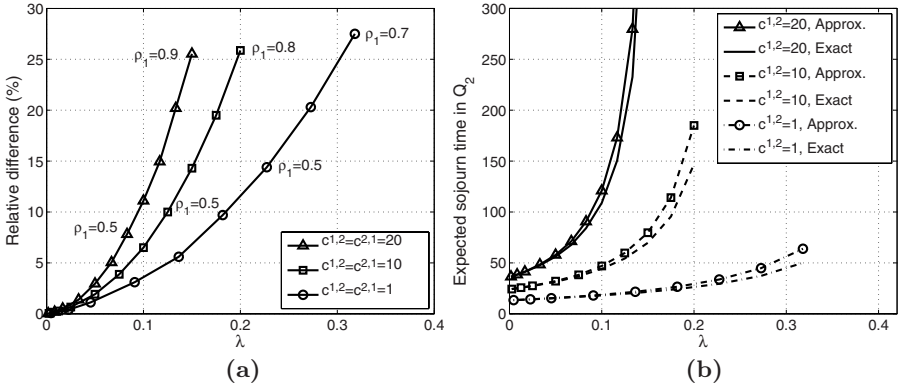 Relative difference (%)
30
25
20
15
10
5
0
0
0.1
0.2
0.3
0.4
λ
ρ1=0.9
ρ1=0.8
ρ1=0.7
ρ1=0.5
ρ1=0.5
ρ1=0.5
c1,2=c2,1=20
c1,2=c2,1=10
c1,2=c2,1=1
(a)
Expected sojourn time in Q2
300
250
200
150
100
50
0
0
0.1
0.2
0.3
0.4
λ
c1,2=20, Approx.
c1,2=20, Exact
c1,2=10, Approx.
c1,2=10, Exact
c1,2=1, Approx.
c1,2=1, Exact
(b)